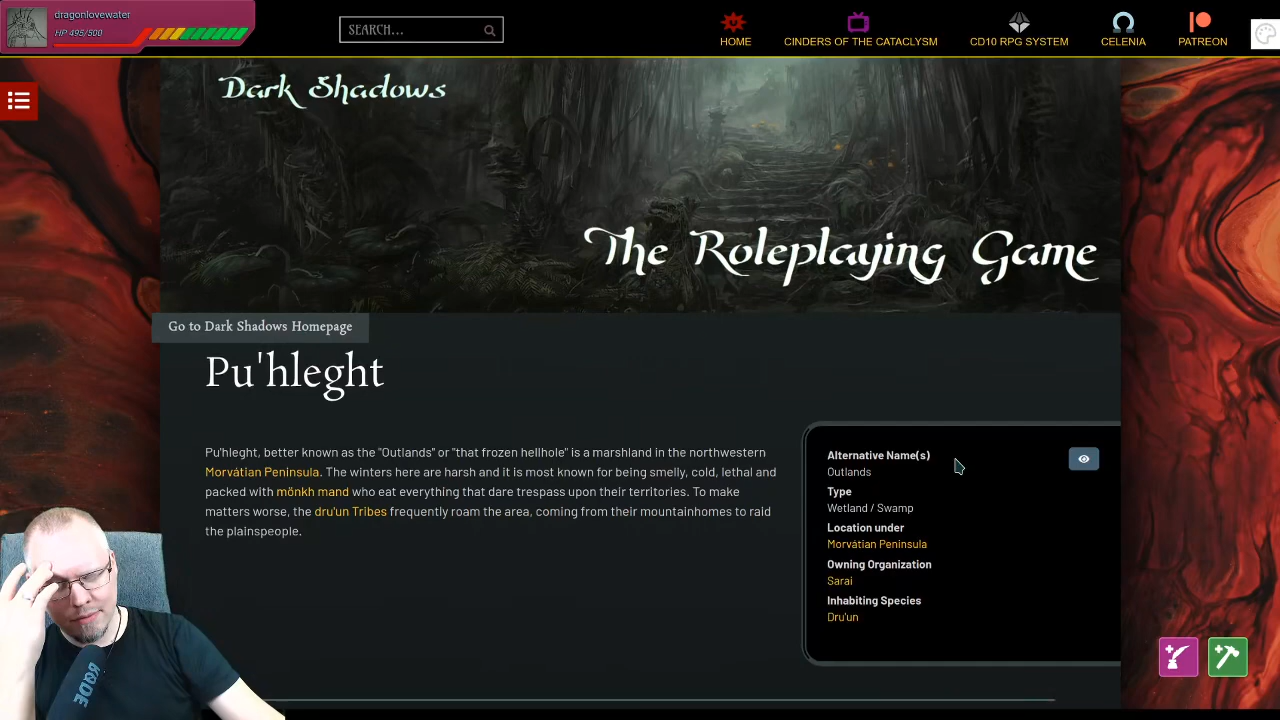 dragonlovewater
HP 495/500
SEARCH...
HOME
CINDERS OF THE CATACLYSM
CD10 RPG SYSTEM
CELENIA
PATREON
Dark Shadows
The Roleplaying Game
Go to Dark Shadows Homepage
Pu'hleght
Pu'hleght, better known as the "Outlands" or "that frozen hellhole" is a marshland in the northwestern
Morvátian Peninsula. The winters here are harsh and it is most known for being smelly, cold, lethal and
packed with mönkh mand who eat everything that dare trespass upon their territories. To make
matters worse, the dru'un Tribes frequently roam the area, coming from their mountainhomes to raid
the plainspeople.
Alternative Name(s)
Outlands
Type
Wetland / Swamp
Location under
Morvátian Peninsula
Owning Organization
Sarai
Inhabiting Species
Dru'un
RØDE